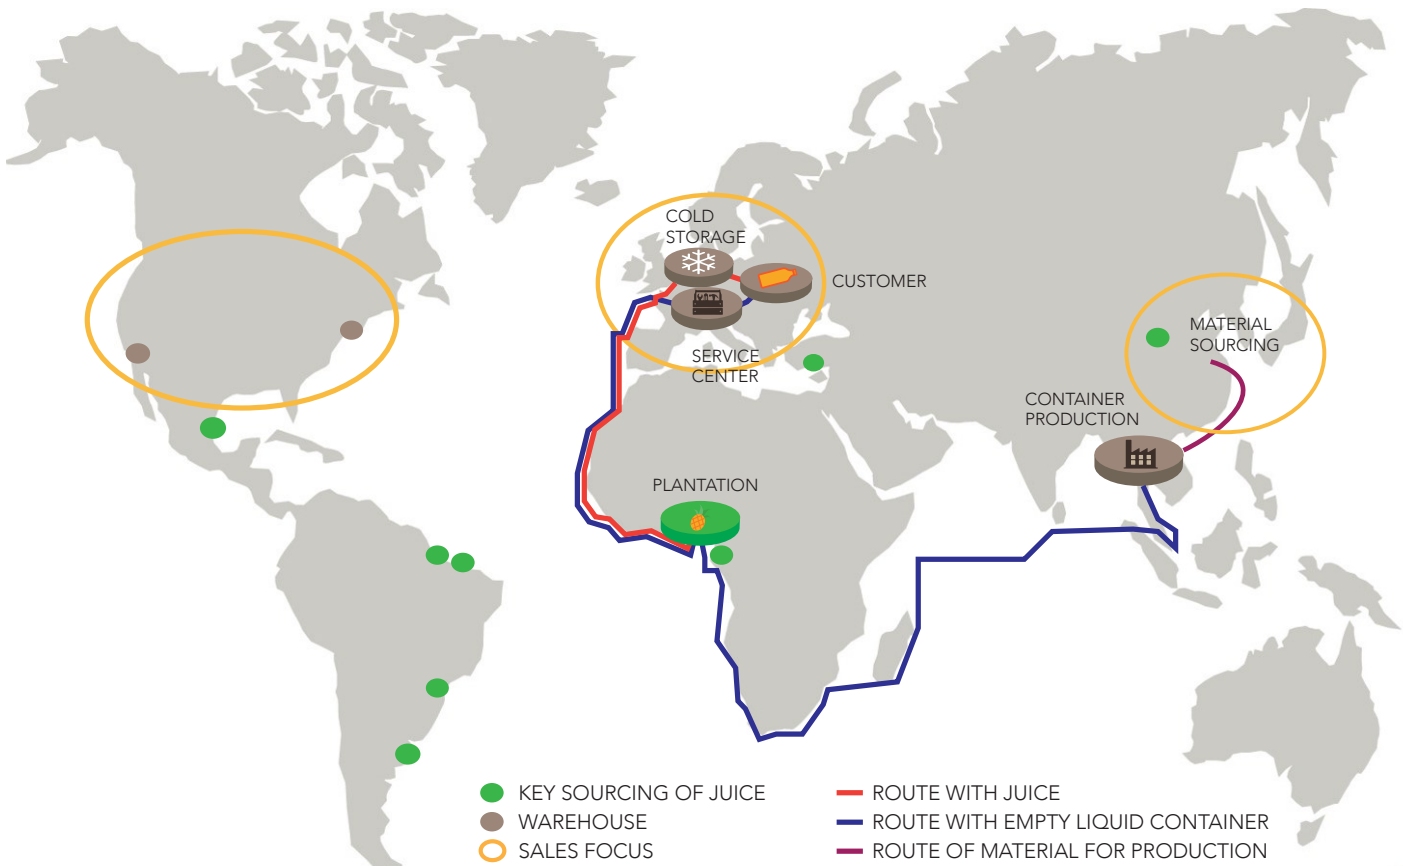 COLD
STORAGE
CUSTOMER
SERVICE
CENTER
MATERIAL
SOURCING
CONTAINER
PRODUCTION
PLANTATION
KEY SOURCING OF JUICE
WAREHOUSE
SALES FOCUS
ROUTE WITH JUICE
ROUTE WITH EMPTY LIQUID CONTAINER
ROUTE OF MATERIAL FOR PRODUCTION